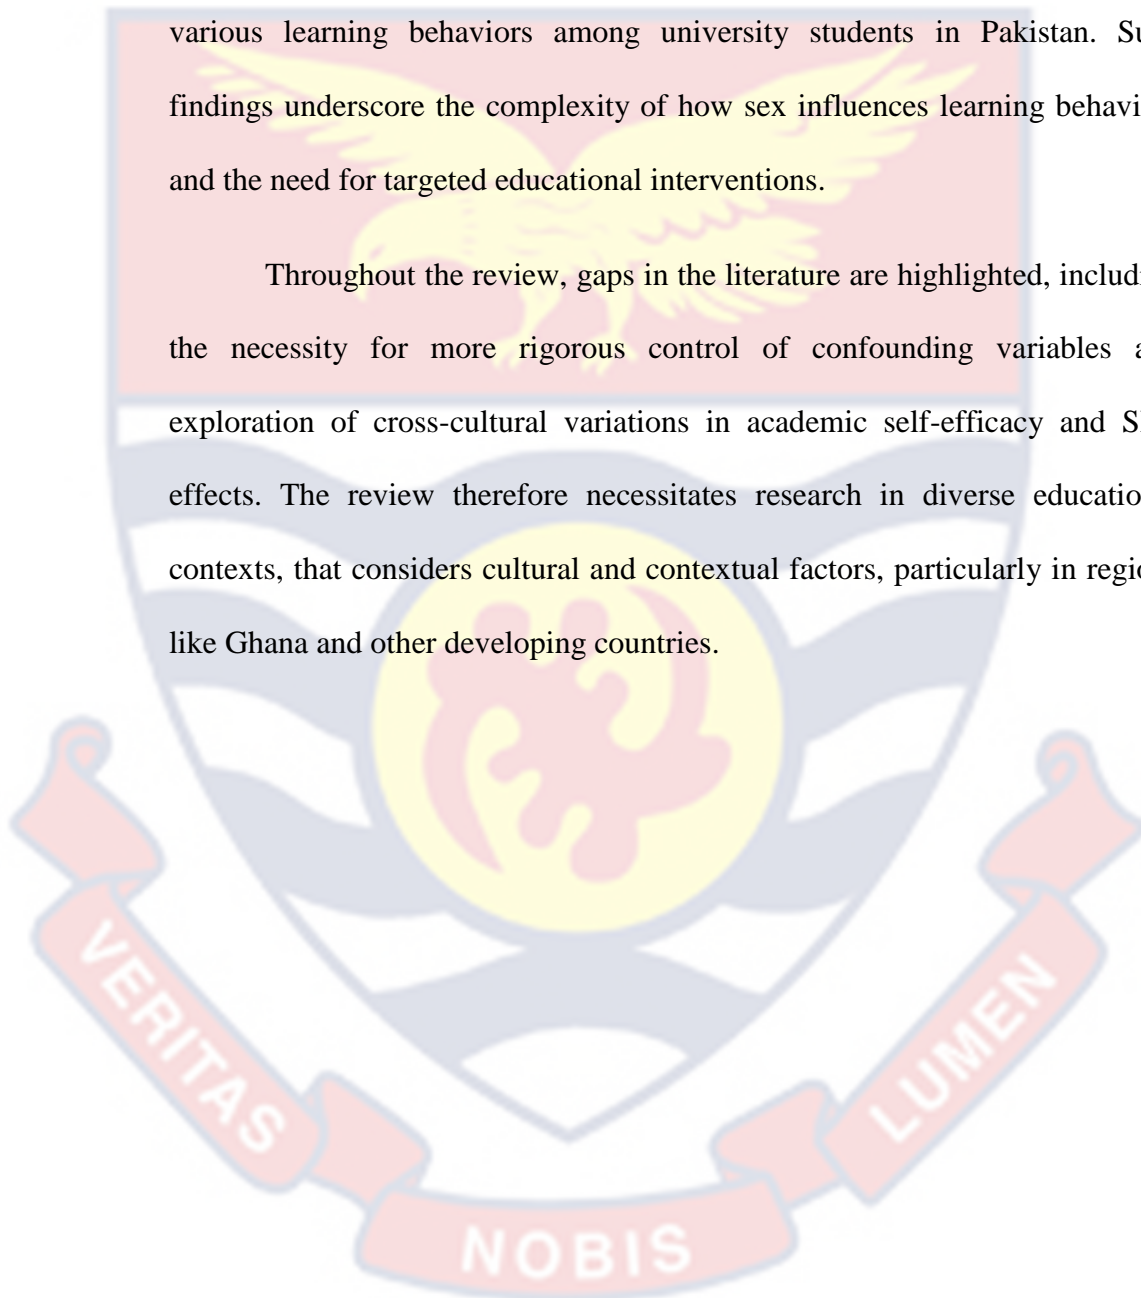 various learning behaviors among university students in Pakistan. Su
findings underscore the complexity of how sex influences learning behavi
and the need for targeted educational interventions.
Throughout the review, gaps in the literature are highlighted, includi
the necessity for more rigorous control of confounding variables a
exploration of cross-cultural variations in academic self-efficacy and
effects. The review therefore necessitates research in diverse education
contexts, that considers cultural and contextual factors, particularly in regio
like Ghana and other developing countries.
VERITAS
NOBIS
LUMEN